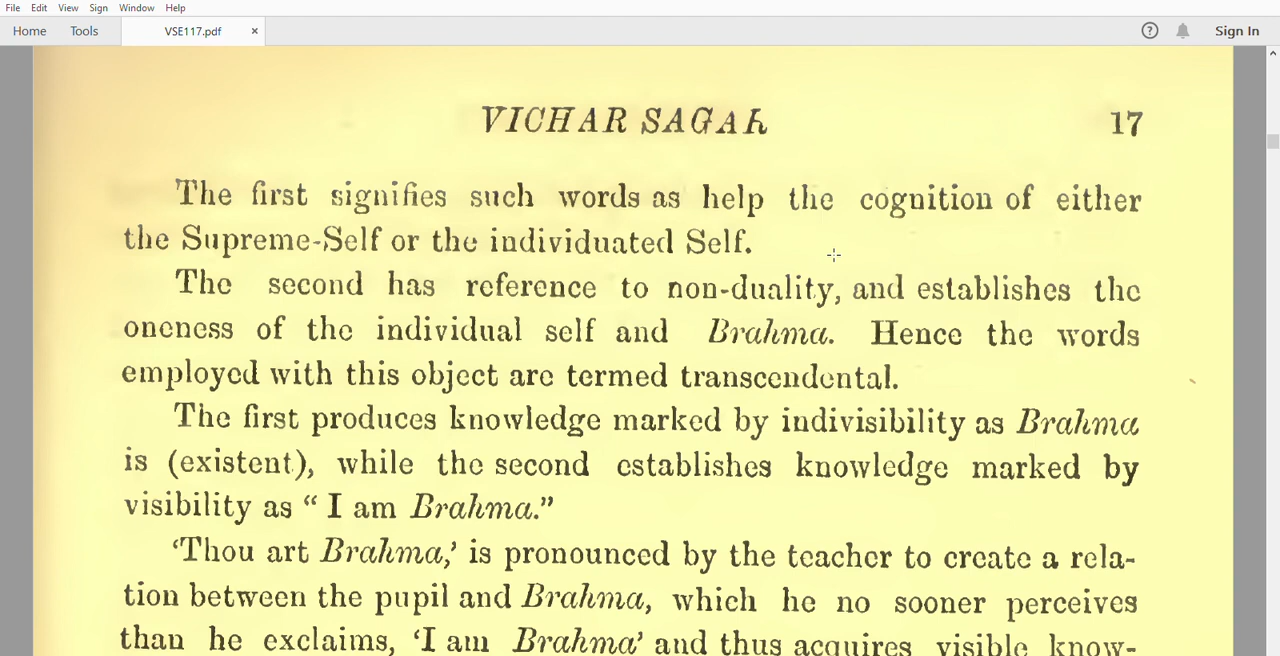 File Edit View Sign Window Help
Home Tools VSE117.pdf × ? Sign In
VICHAR SAGAR 17
The first signifies such words as help the cognition of either
the Supreme-Self or the individuated Self.
The second has reference to non-duality, and establishes the
oneness of the individual self and Brahma. Hence the words
employed with this object are termed transcendental.
The first produces knowledge marked by indivisibility as Brahma
is (existent), while the second establishes knowledge marked by
visibility as “ I am Brahma.”
‘Thou art Brahma,’ is pronounced by the teacher to create a rela-
tion between the pupil and Brahma, which he no sooner perceives
than he exclaims, ‘I am Brahma’ and thus acquires visible know-